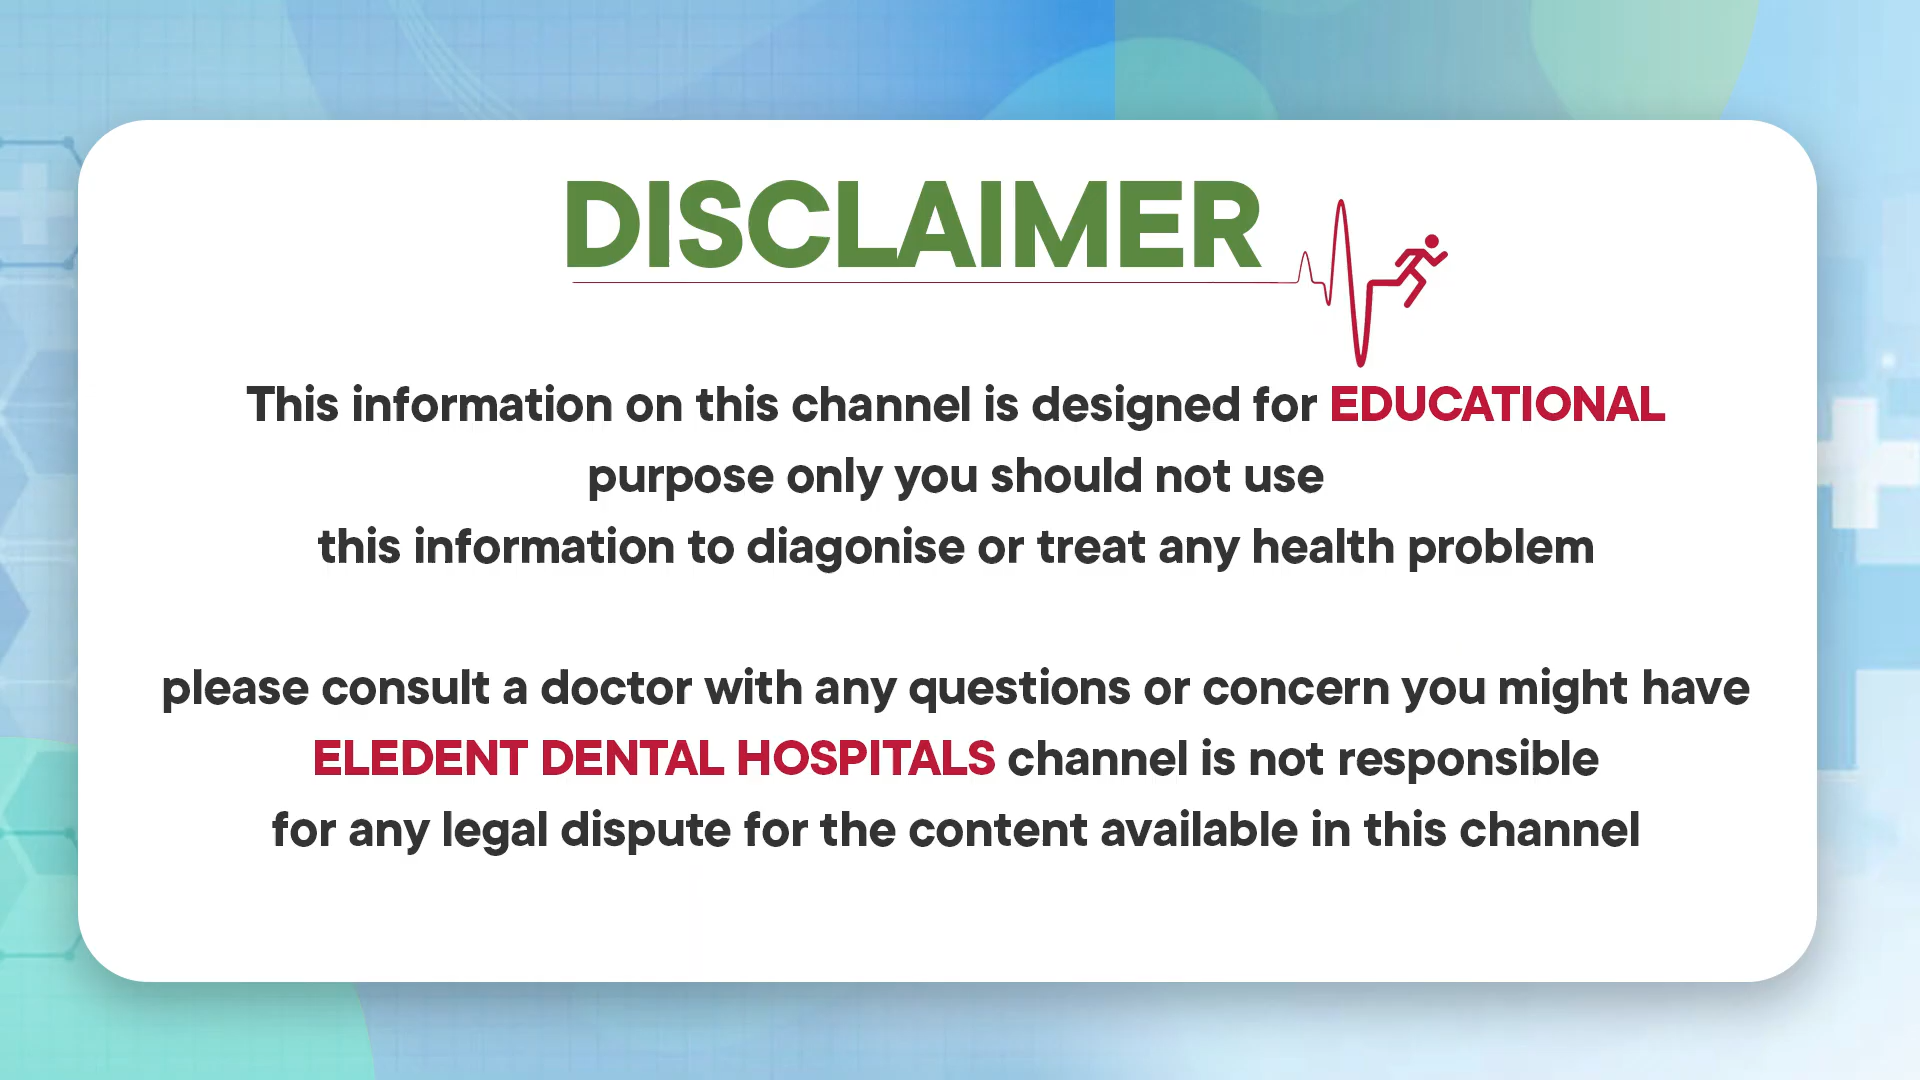 DISCLAIMER
This information on this channel is designed for EDUCATIONAL
purpose only you should not use
this information to diagonise or treat any health problem
please consult a doctor with any questions or concern you might have
ELEDENT DENTAL HOSPITALS channel is not responsible
for any legal dispute for the content available in this channel